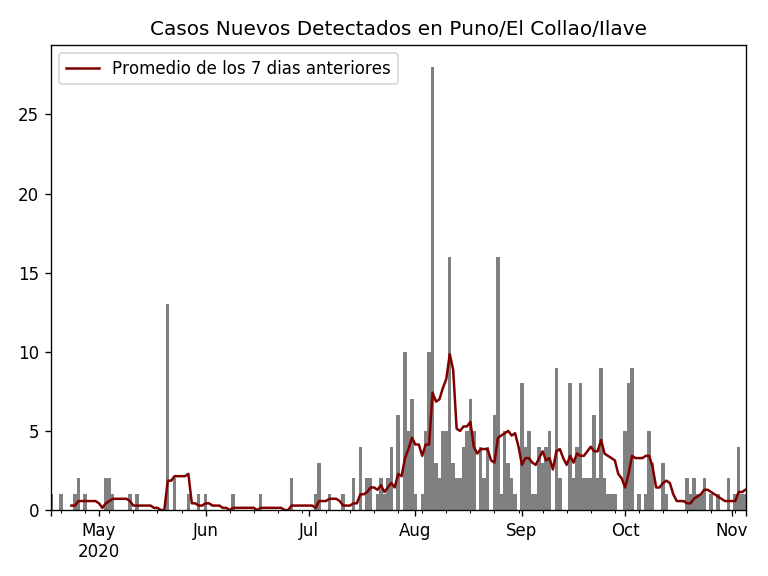 Casos Nuevos Detectados en Puno/El Collao/Ilave
Promedio de los 7 dias anteriores
25
20
15
10
5
0
May Jun Jul Aug Sep Oct Nov
2020